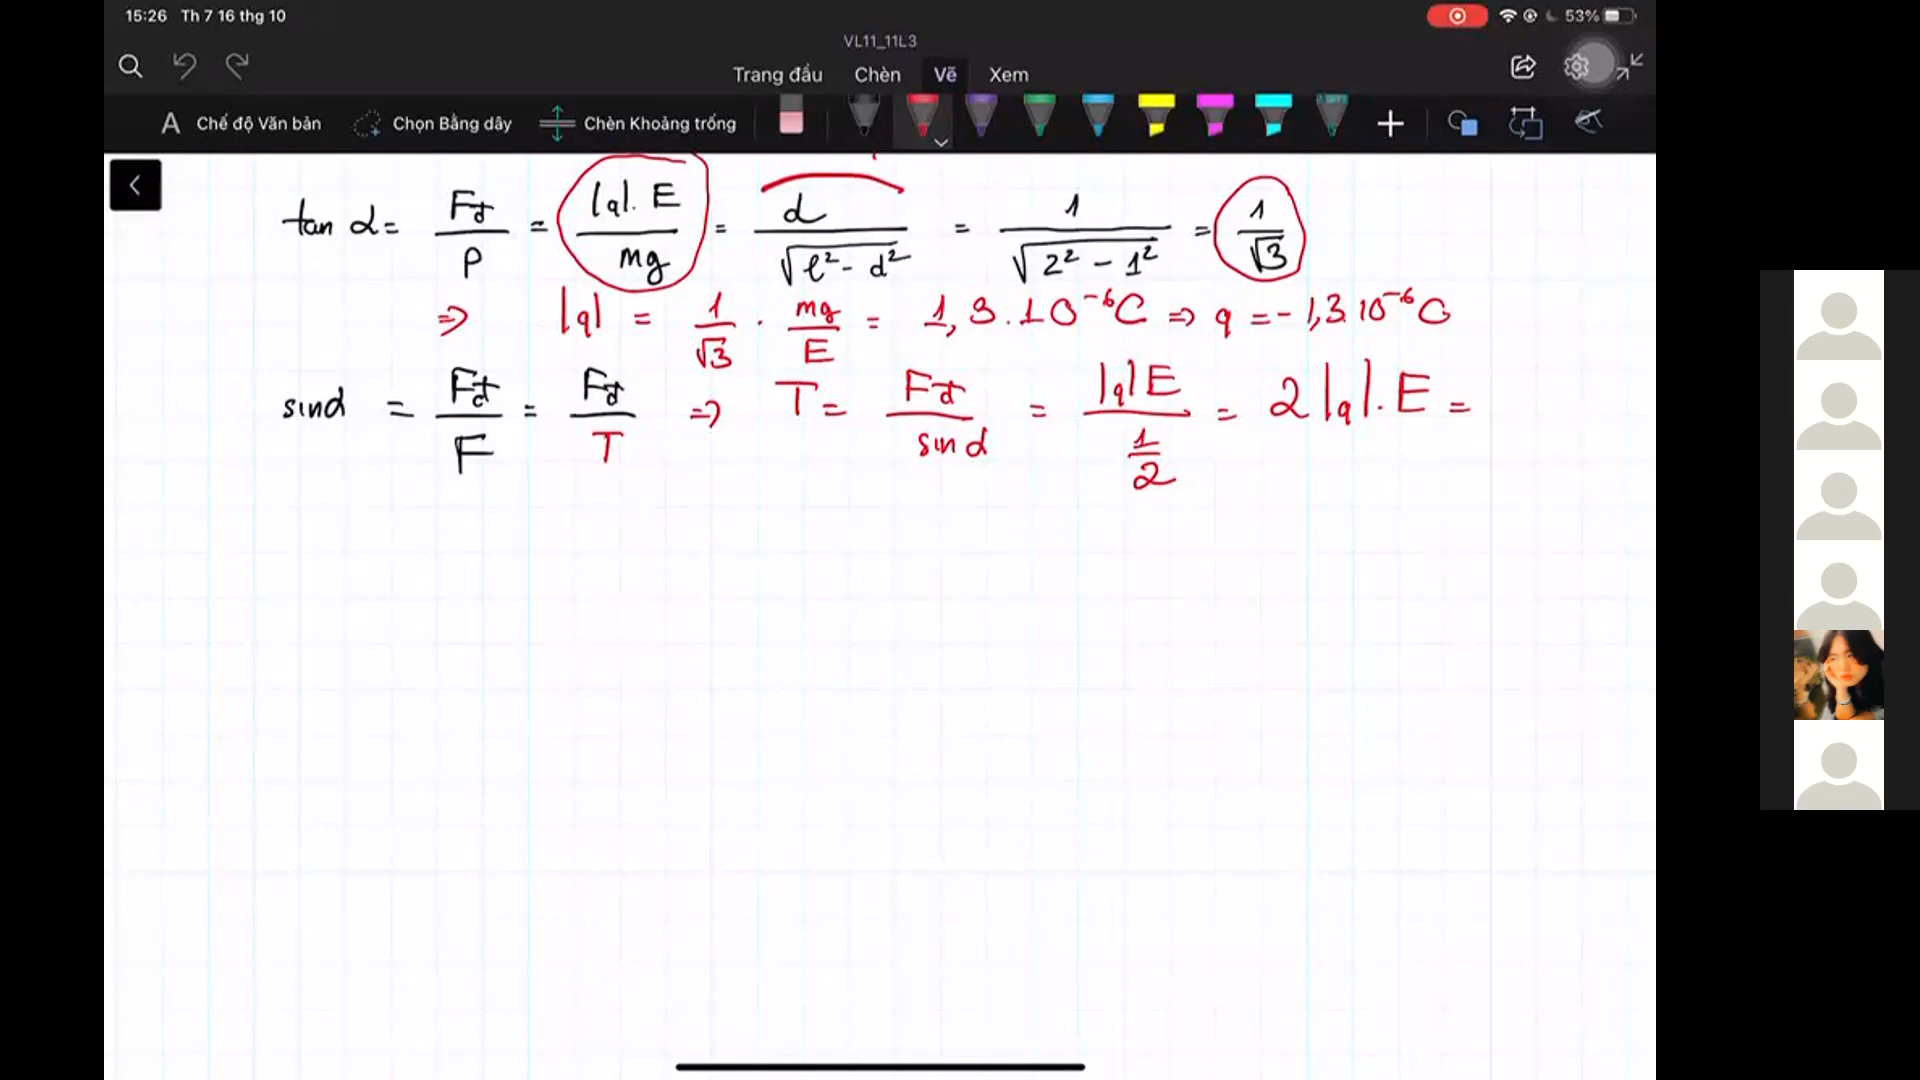 15:26 Th 7 16 thg 10
53%
VL11_11L3
Trang đầu Chèn Vẽ Xem
A Chế độ Văn bản Chọn Bằng dây Chèn Khoảng trống
tan α = Fđ/P = |q|.E/mg = d/√(ℓ² - d²) = 1/√(2² - 1²) = 1/√3
⇒ |q| = 1/√3 . mg/E = 1,3.10⁻⁶C ⇒ q = -1,3.10⁻⁶C
sinα = Fđ/F = Fđ/T ⇒ T = Fđ/sinα = |q|E/(1/2) = 2|q|.E =